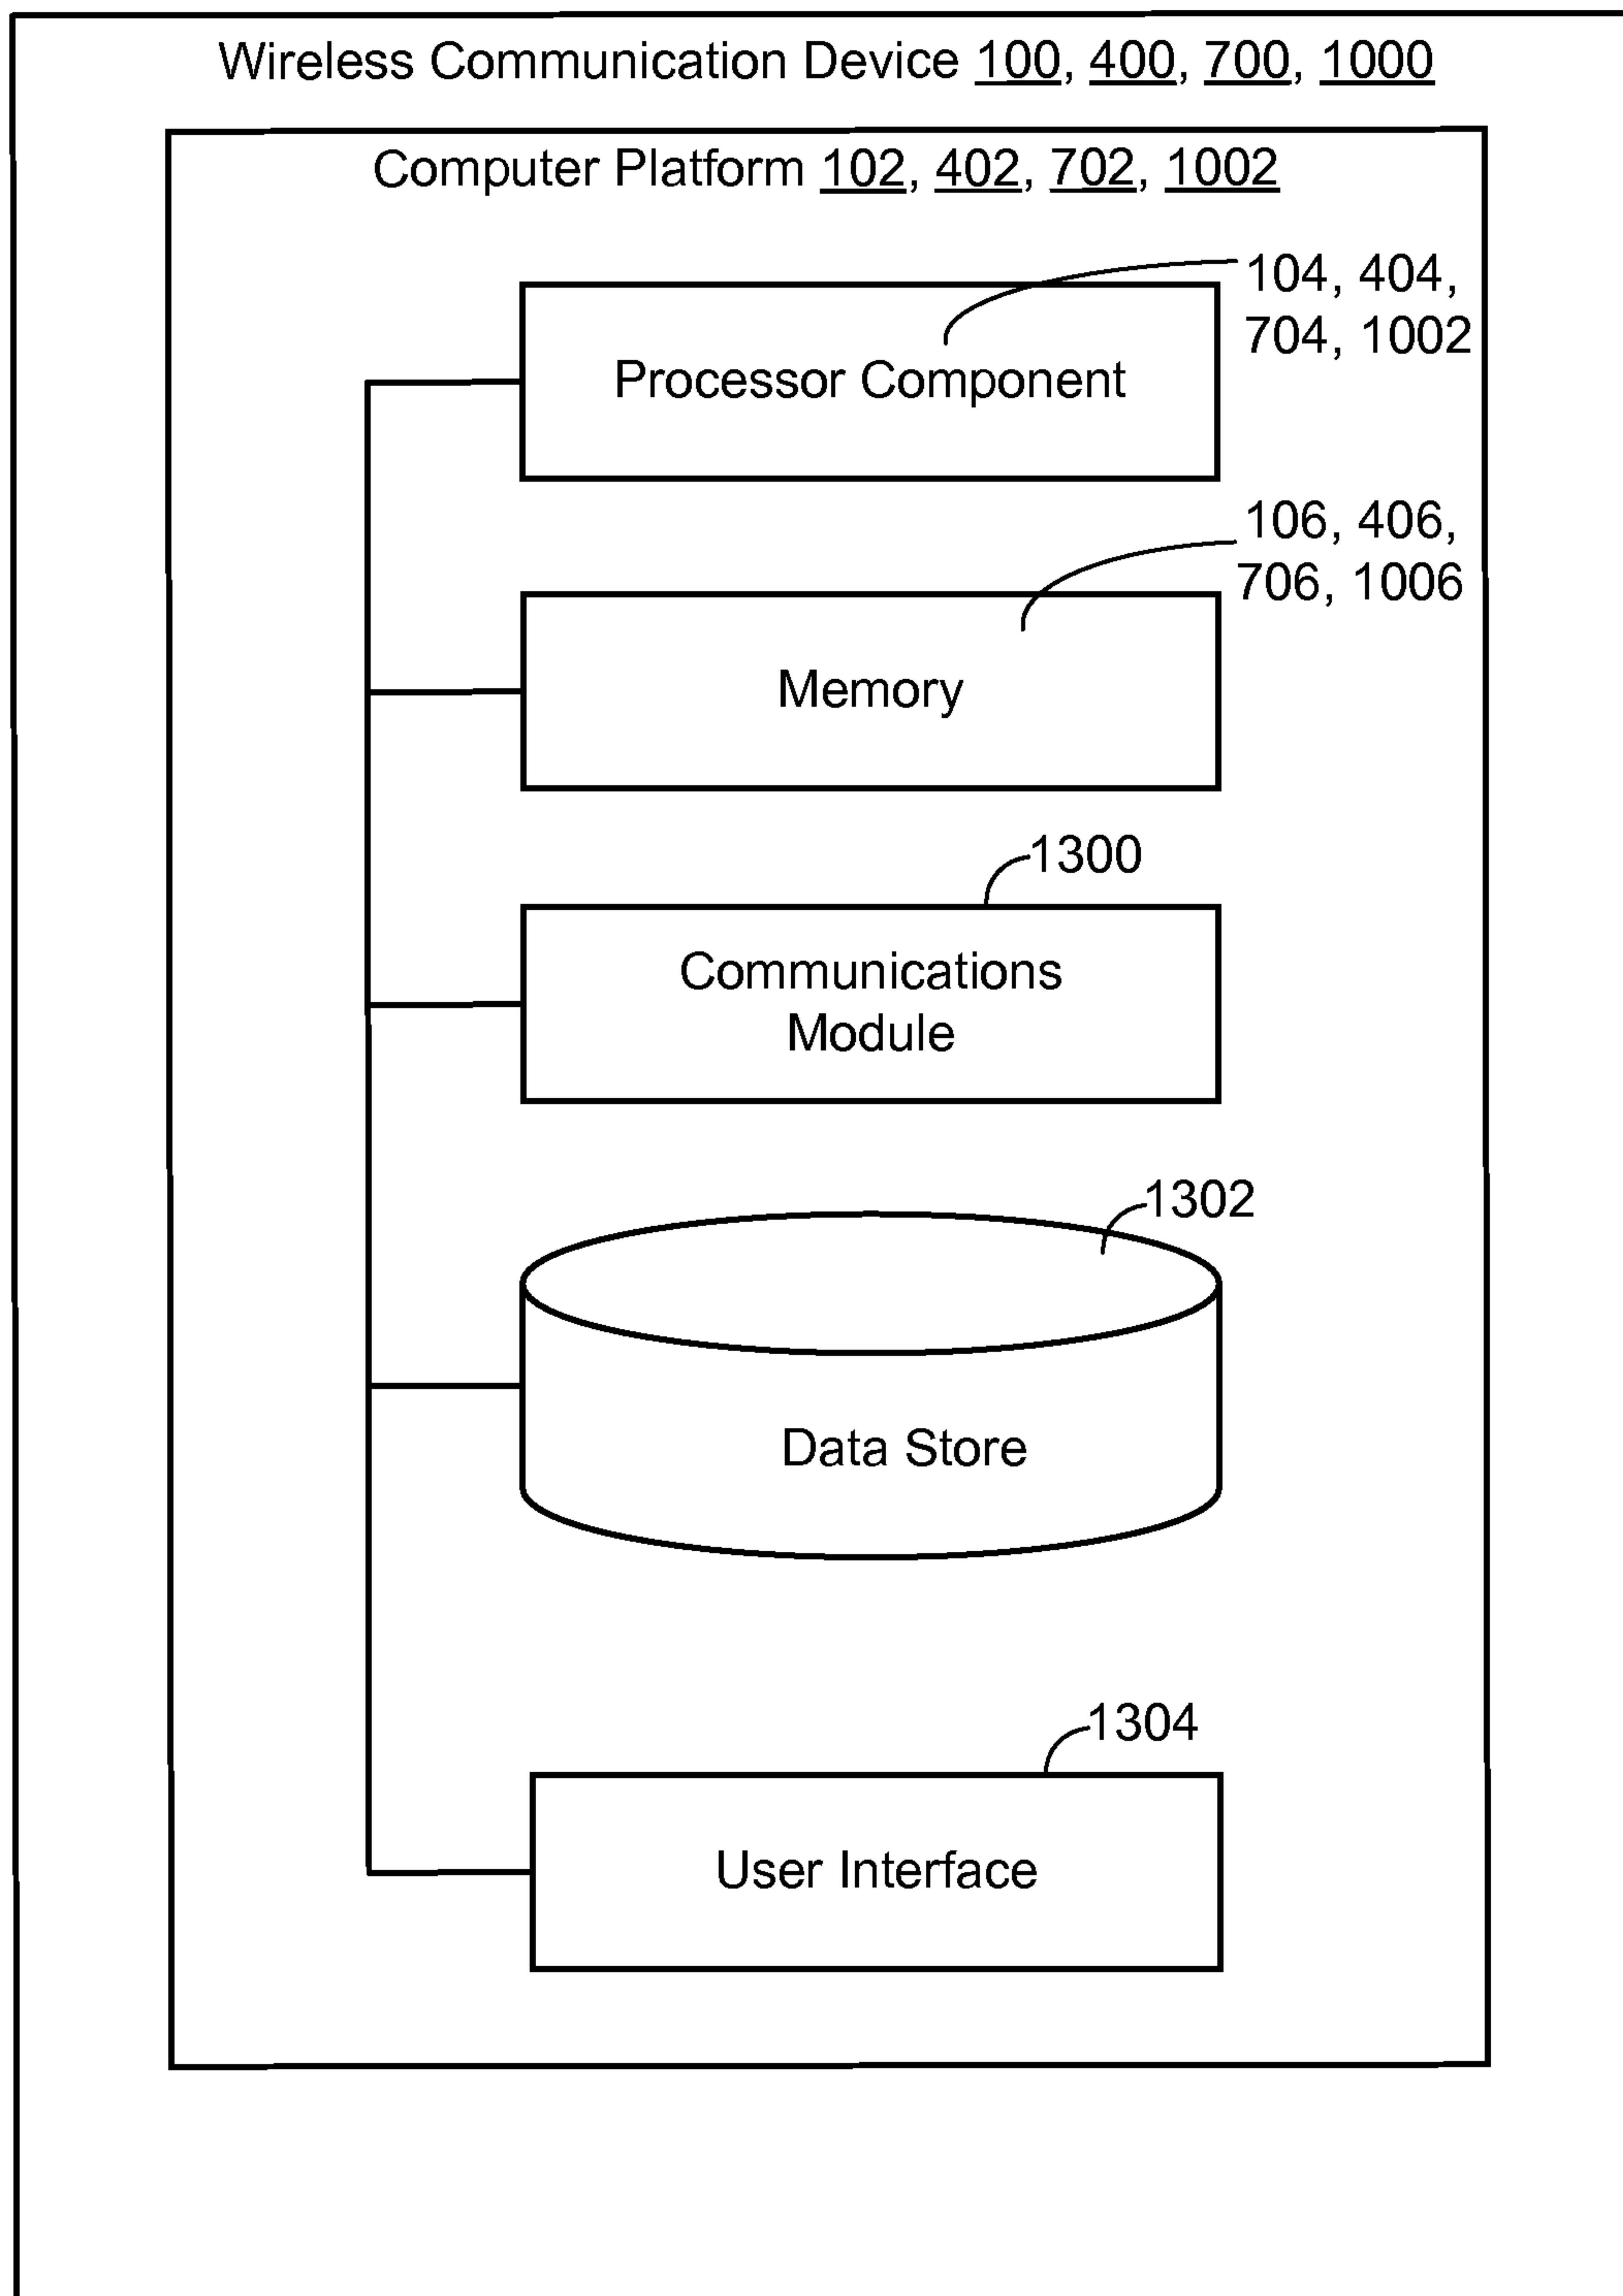 Wireless Communication Device 100, 400, 700, 1000
Computer Platform 102, 402, 702, 1002
104, 404,
704, 1002
Processor Component
106, 406,
706, 1006
Memory
1300
Communications
Module
1302
Data Store
1304
User Interface